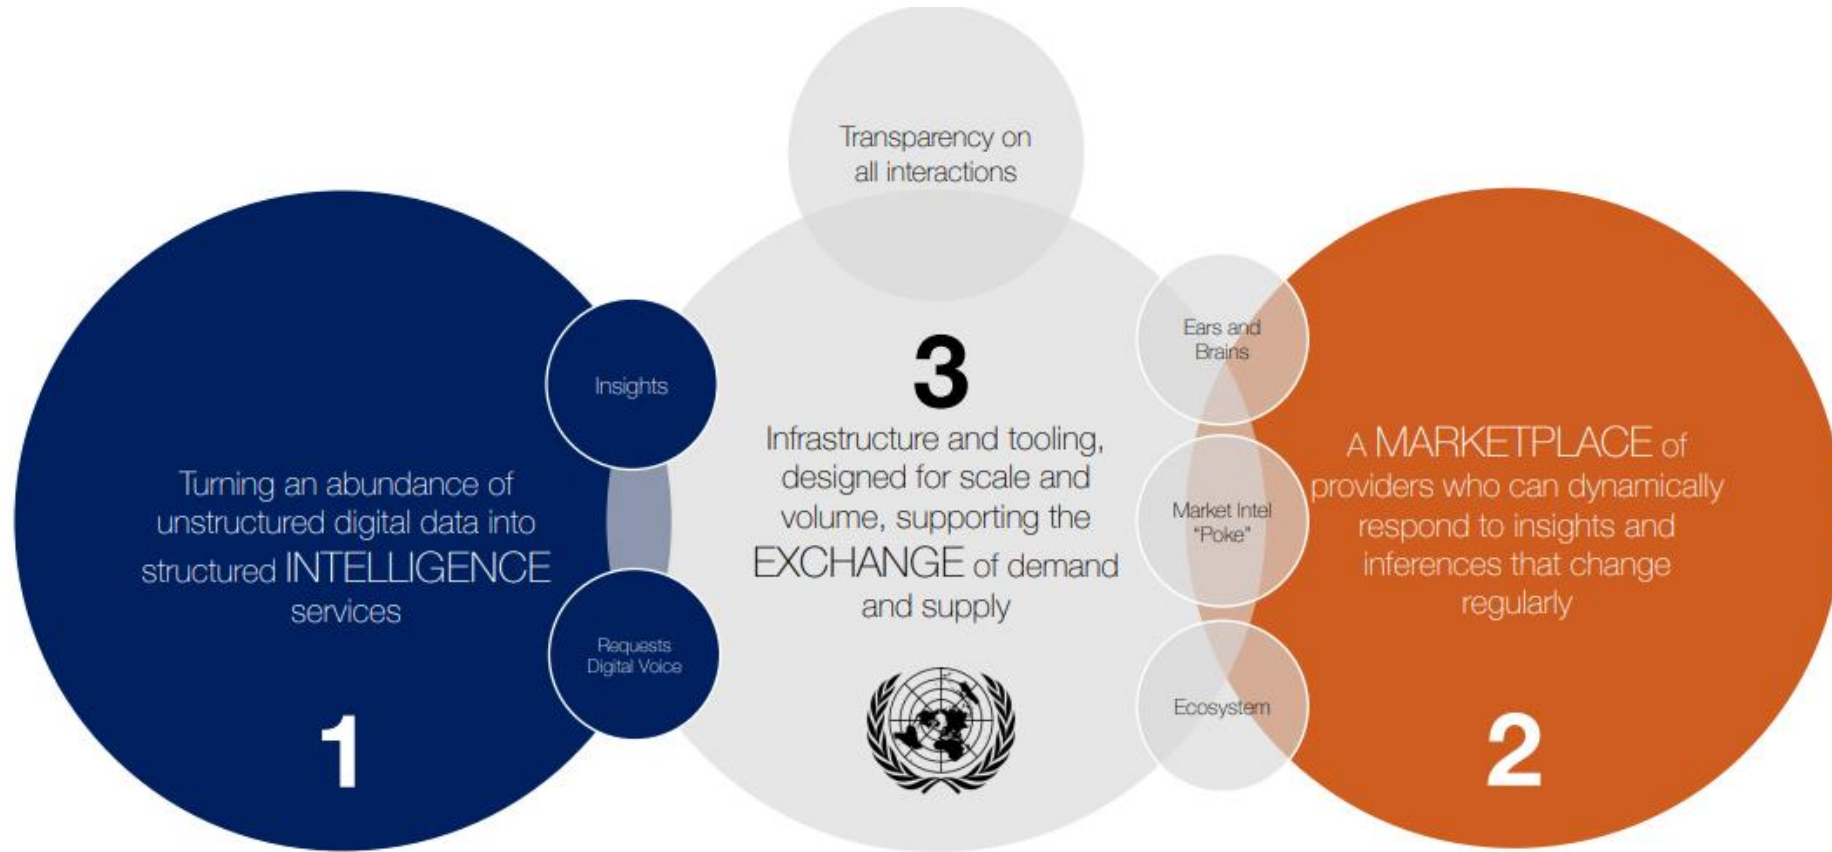 Transparency on
all interactions
Insights
Requests
Digital Voice
Turning an abundance of
unstructured digital data into
structured INTELLIGENCE
services
1
3
Infrastructure and tooling,
designed for scale and
volume, supporting the
EXCHANGE of demand
and supply
Ears and
Brains
Market Intel
“Poke”
Ecosystem
A MARKETPLACE of
providers who can dynamically
respond to insights and
inferences that change
regularly
2